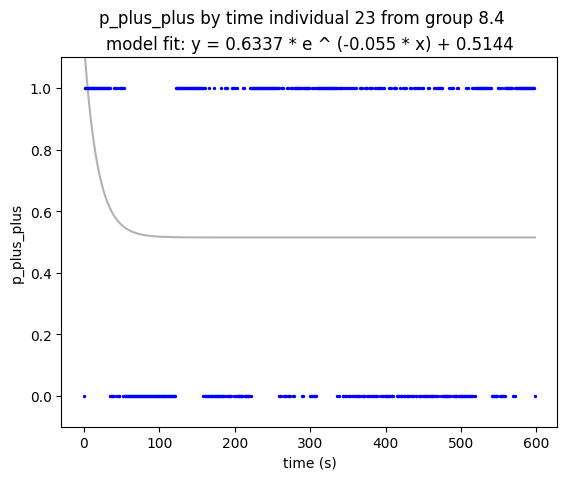 p_plus_plus by time individual 23 from group 8.4
model fit: y = 0.6337 * e ^ (-0.055 * x) + 0.5144
1.0
0.8
0.6
0.4
0.2
0.0
p_plus_plus
0 100 200 300 400 500 600
time (s)